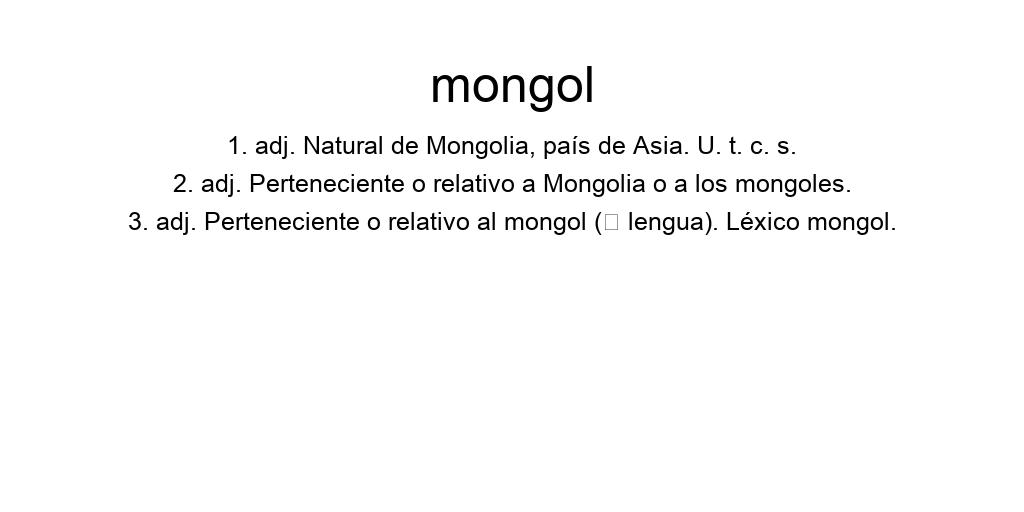 mongol
1. adj. Natural de Mongolia, país de Asia. U. t. c. s.
2. adj. Perteneciente o relativo a Mongolia o a los mongoles.
3. adj. Perteneciente o relativo al mongol (□ lengua). Léxico mongol.